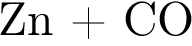 Zn + CO